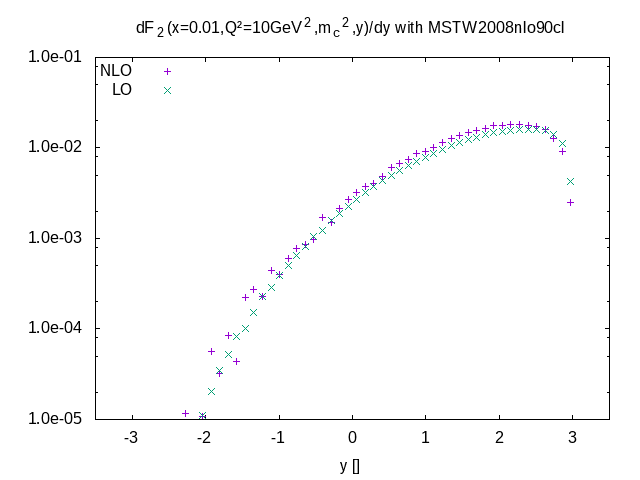 dF2(x=0.01,Q²=10GeV²,mc²,y)/dy with MSTW2008nlo90cl
1.0e-01
NLO
LO
1.0e-02
1.0e-03
1.0e-04
1.0e-05
-3 -2 -1 0 1 2 3
y []